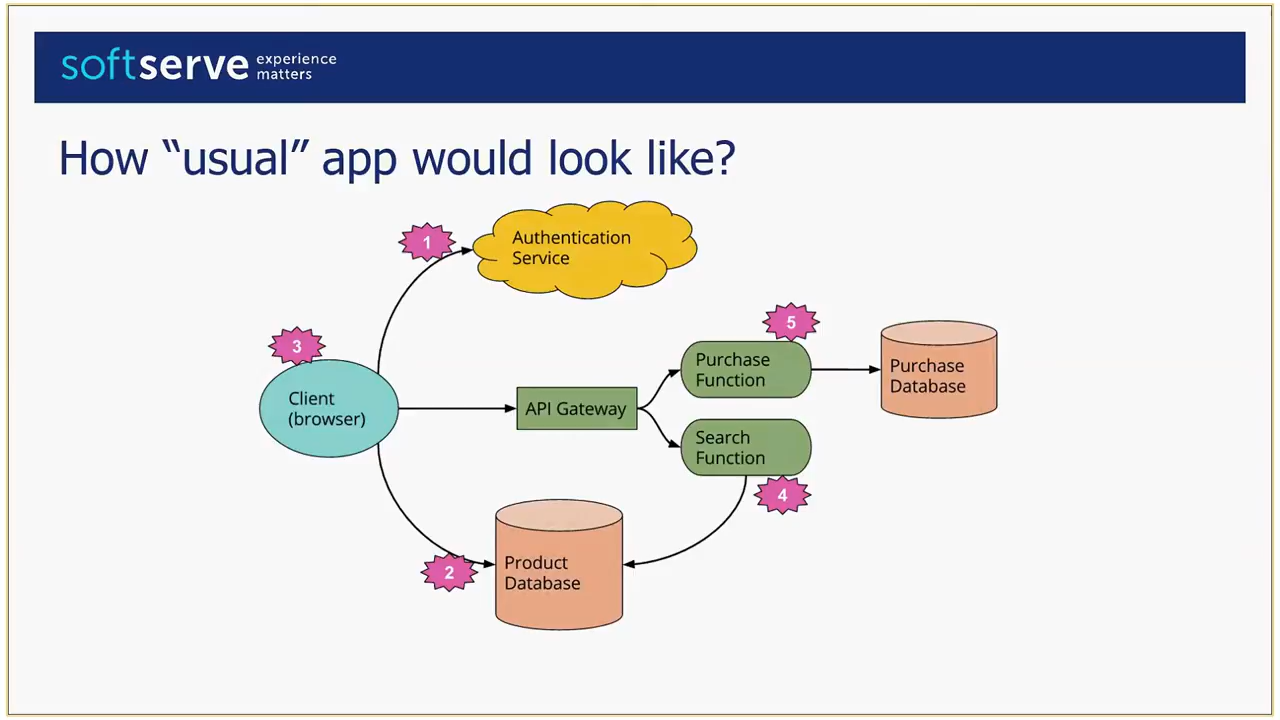 softserve experience
matters
How “usual” app would look like?
1
Authentication
Service
3
Client
(browser)
API Gateway
5
Purchase
Function
Purchase
Database
Search
Function
4
2
Product
Database